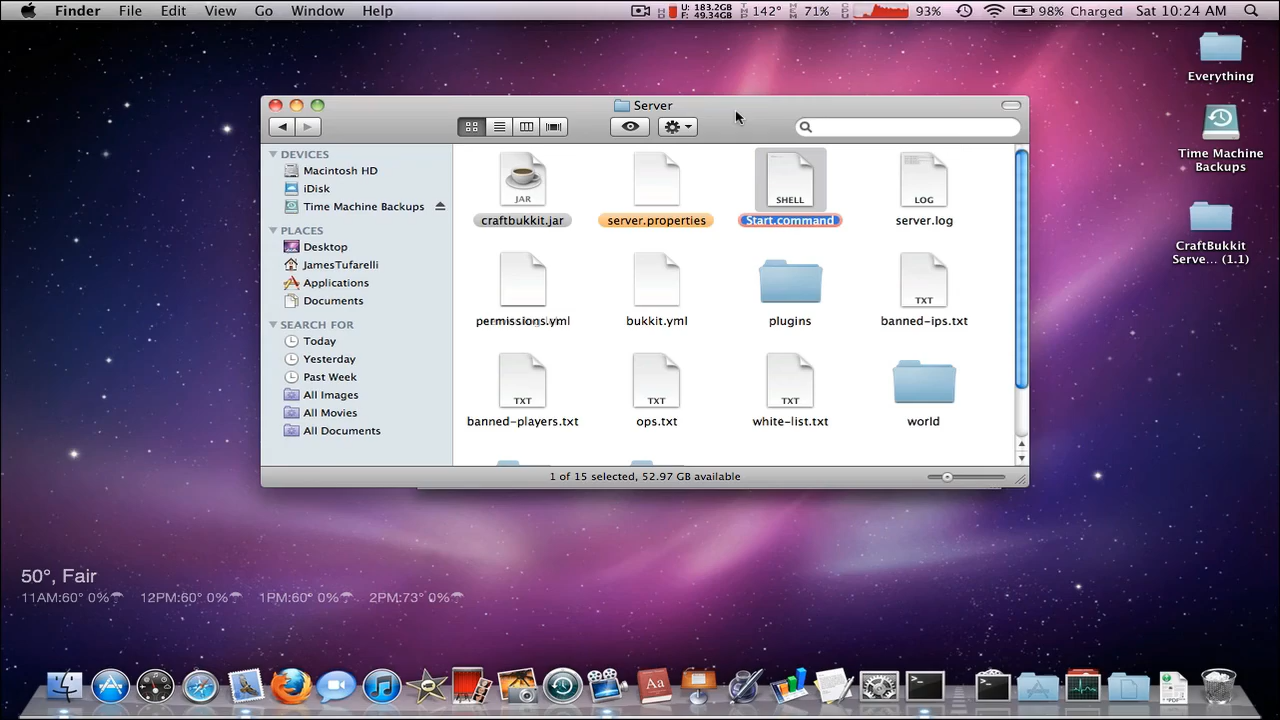 Finder File Edit View Go Window Help U: 183.2GB F: 49.34GB 142° 71% 93% 98% Charged Sat 10:24 AM
Everything
Time Machine Backups
CraftBukkit Serve... (1.1)
Server
DEVICES
Macintosh HD
iDisk
Time Machine Backups
PLACES
Desktop
JamesTufarelli
Applications
Documents
SEARCH FOR
Today
Yesterday
Past Week
All Images
All Movies
All Documents
JAR SHELL LOG
craftbukkit.jar server.properties Start.command server.log
TXT
permissions.yml bukkit.yml plugins banned-ips.txt
TXT TXT TXT
banned-players.txt ops.txt white-list.txt world
1 of 15 selected, 52.97 GB available
50°, Fair
11AM:60° 0% 12PM:60° 0% 1PM:60° 0% 2PM:73° 0%
Aa